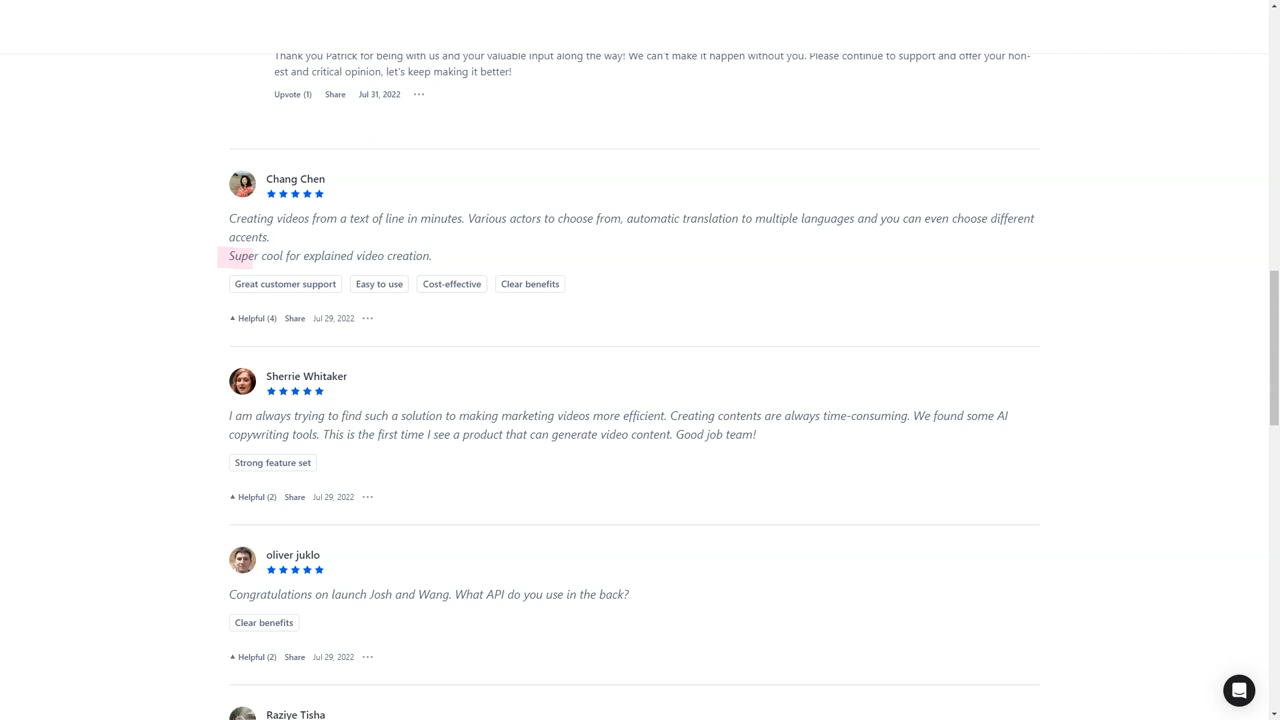 Thank you Patrick for being with us and your valuable input along the way! We can't make it happen without you. Please continue to support and offer your hon-
est and critical opinion, let's keep making it better!
Upvote (1) Share Jul 31, 2022 ···
Chang Chen
Creating videos from a text of line in minutes. Various actors to choose from, automatic translation to multiple languages and you can even choose different
accents.
Super cool for explained video creation.
Great customer support Easy to use Cost-effective Clear benefits
Helpful (4) Share Jul 29, 2022 ···
Sherrie Whitaker
I am always trying to find such a solution to making marketing videos more efficient. Creating contents are always time-consuming. We found some AI
copywriting tools. This is the first time I see a product that can generate video content. Good job team!
Strong feature set
Helpful (2) Share Jul 29, 2022 ···
oliver juklo
Congratulations on launch Josh and Wang. What API do you use in the back?
Clear benefits
Helpful (2) Share Jul 29, 2022 ···
Raziye Tisha